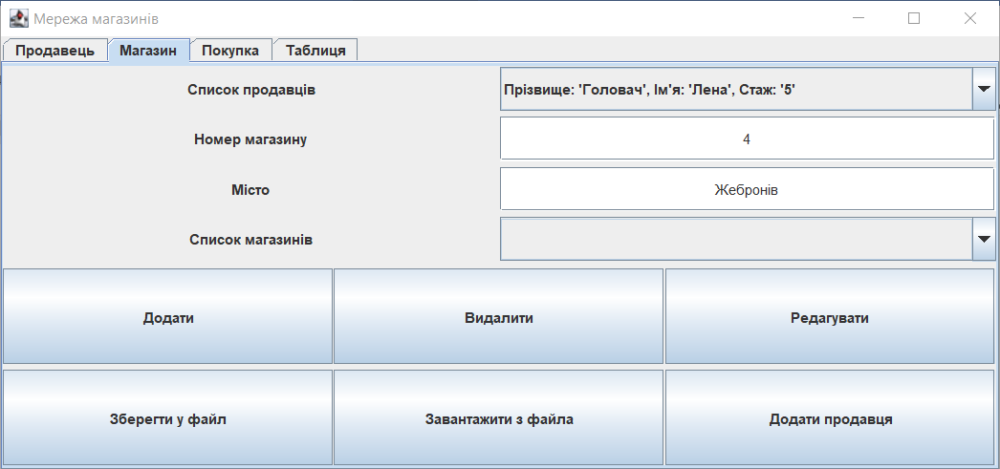 Мережа магазинів
Продавець Магазин Покупка Таблиця
Список продавців Прізвище: 'Головач', Ім'я: 'Лена', Стаж: '5'
Номер магазину 4
Місто Жебронів
Список магазинів
Додати Видалити Редагувати
Зберегти у файл Завантажити з файла Додати продавця